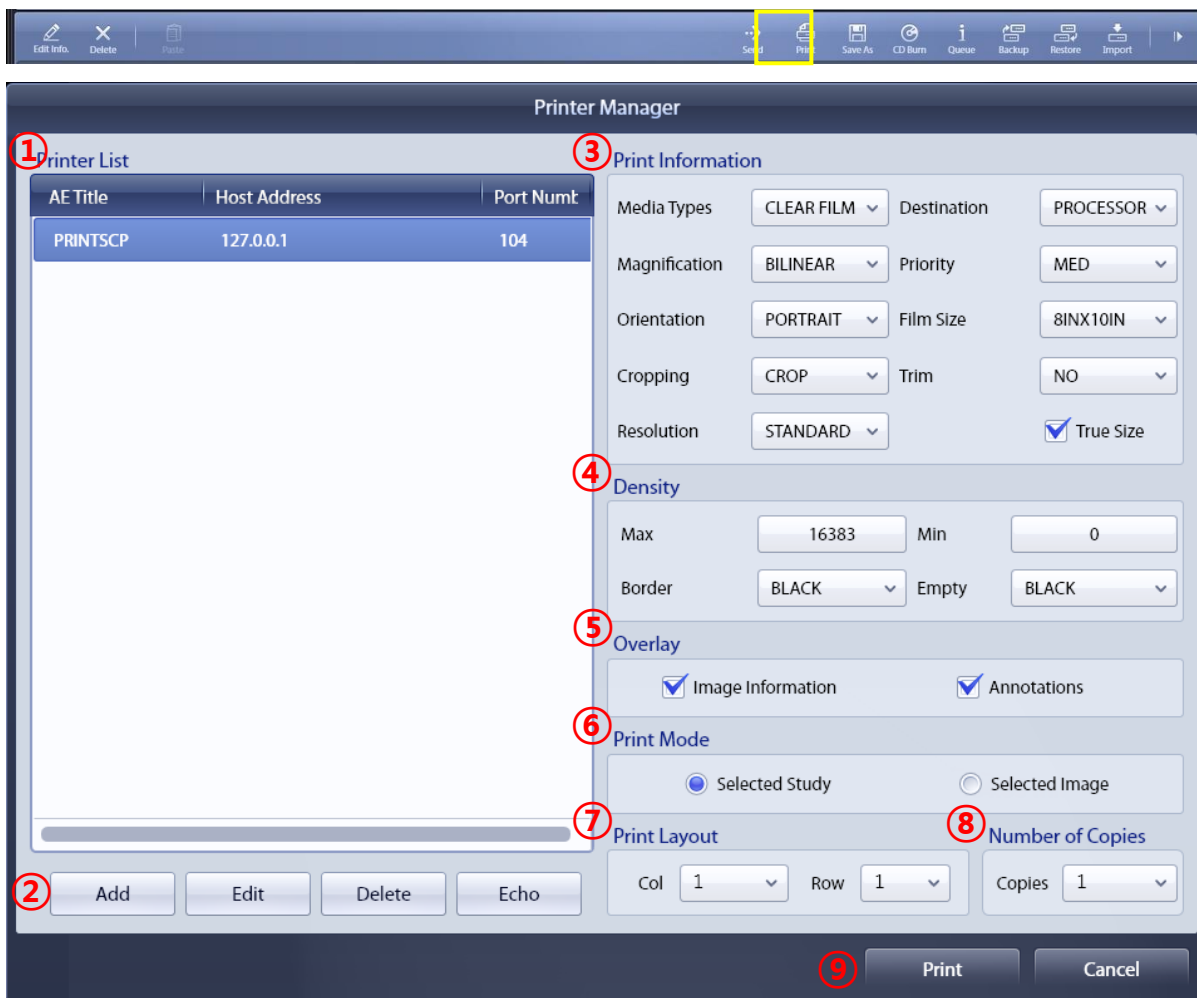 Edit Info. Delete Paste Send Print Save As CD Burn Queue Backup Restore Import
Printer Manager
① Printer List
AE Title Host Address Port Numb
PRINTSCP 127.0.0.1 104
② Add Edit Delete Echo
③ Print Information
Media Types CLEAR FILM Destination PROCESSOR
Magnification BILINEAR Priority MED
Orientation PORTRAIT Film Size 8INX10IN
Cropping CROP Trim NO
Resolution STANDARD True Size
④ Density
Max 16383 Min 0
Border BLACK Empty BLACK
⑤ Overlay
Image Information Annotations
⑥ Print Mode
Selected Study Selected Image
⑦ Print Layout
Col 1 Row 1
⑧ Number of Copies
Copies 1
⑨ Print Cancel